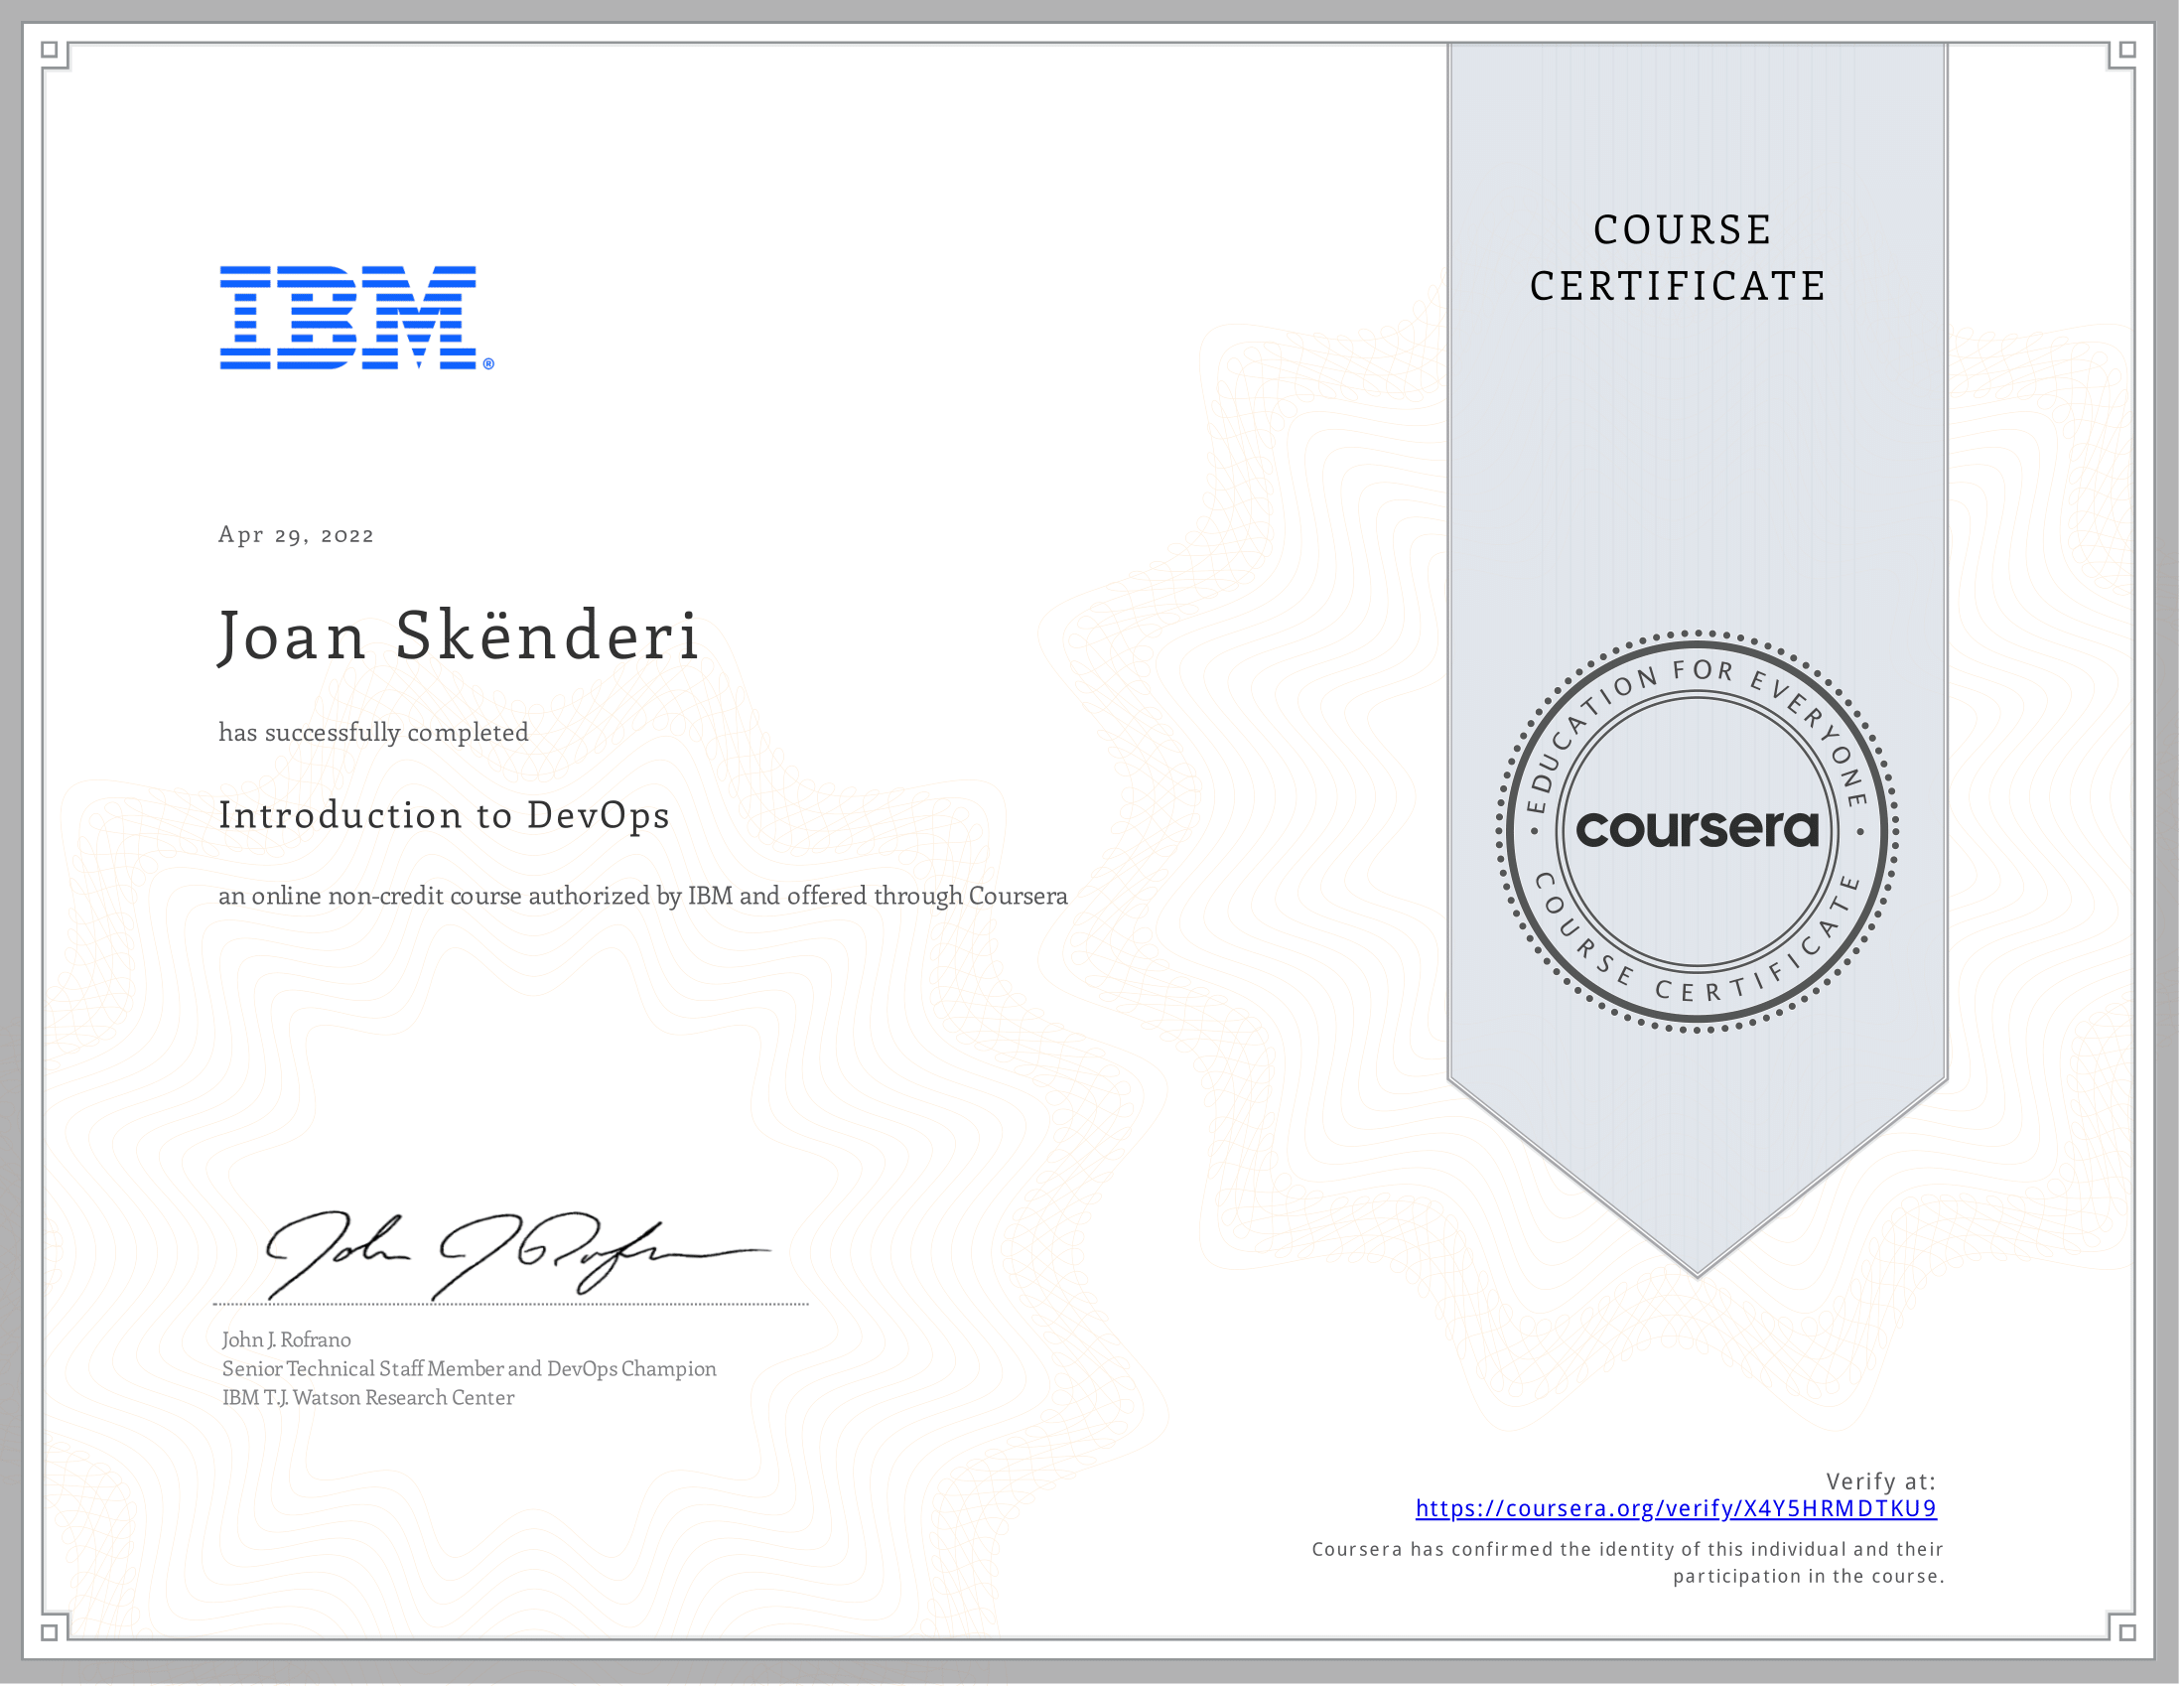 IBM®
COURSE
CERTIFICATE
Apr 29, 2022
Joan Skënderi
has successfully completed
Introduction to DevOps
an online non-credit course authorized by IBM and offered through Coursera
EDUCATION FOR EVERYONE
coursera
COURSE CERTIFICATE
John J. Rofrano
John J. Rofrano
Senior Technical Staff Member and DevOps Champion
IBM T.J. Watson Research Center
Verify at:
https://coursera.org/verify/X4Y5HRMDTKU9
Coursera has confirmed the identity of this individual and their
participation in the course.